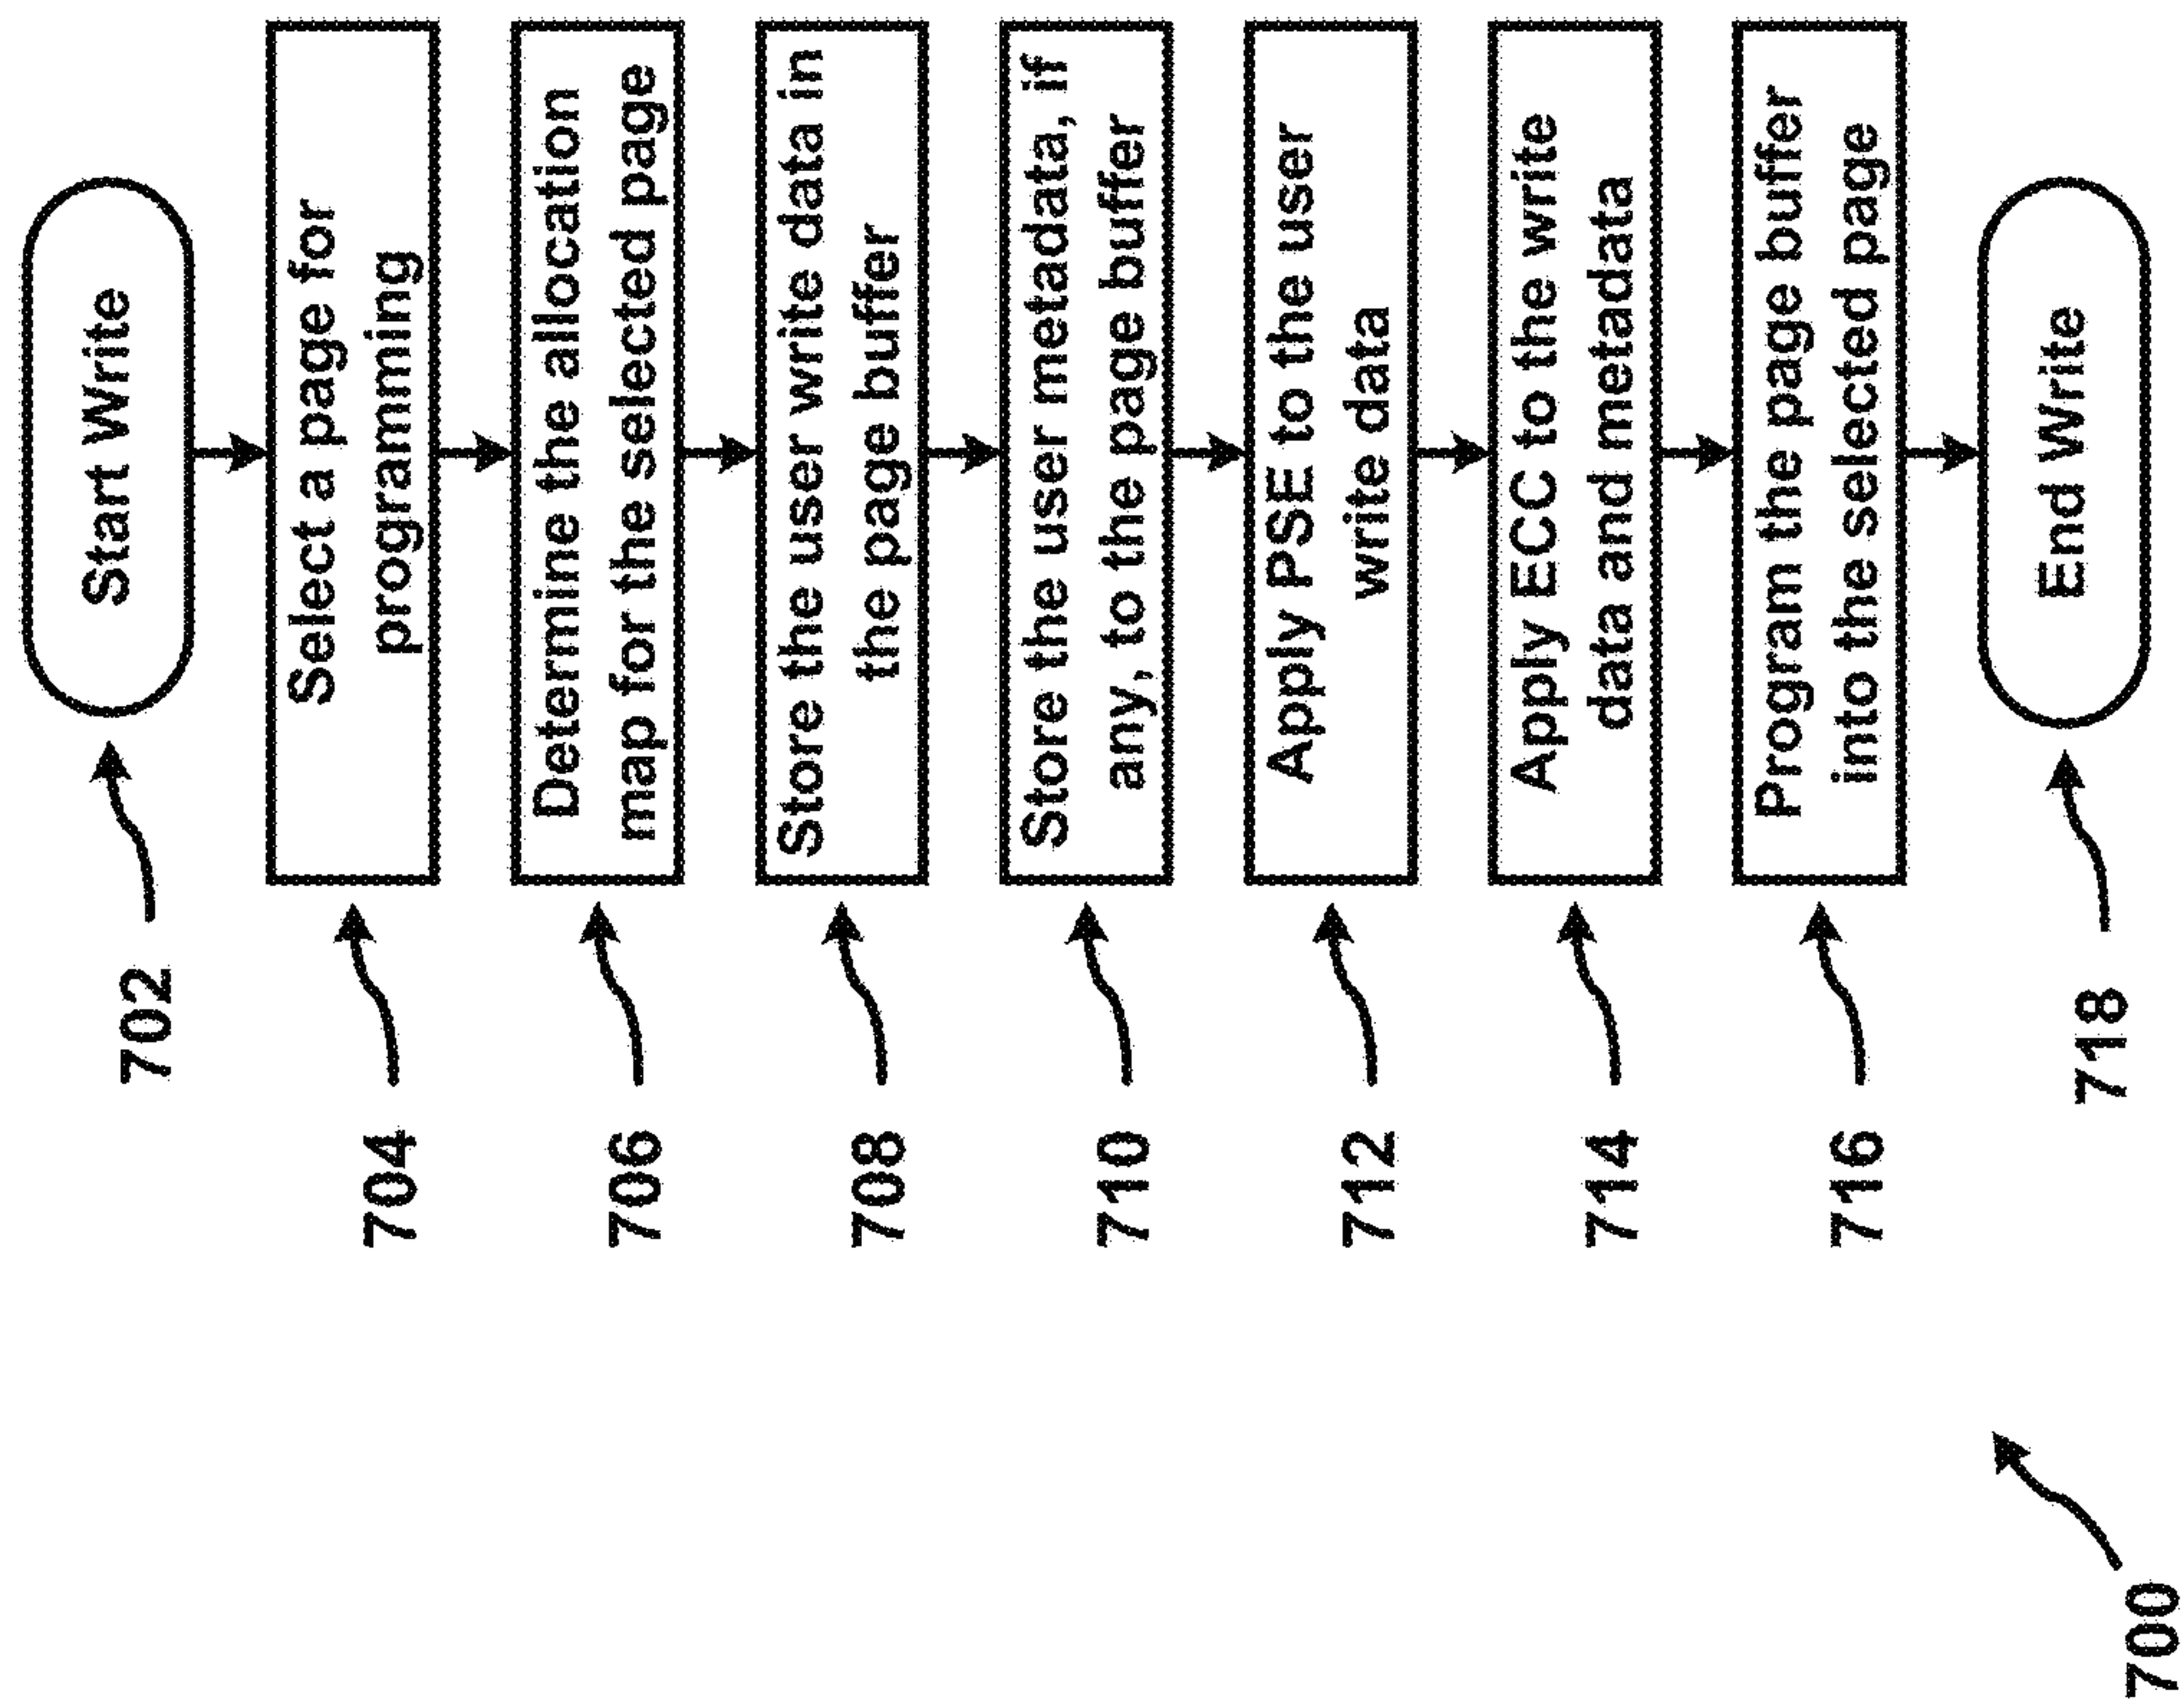 702
Start Write
704
Select a page for
programming
706
Determine the allocation
map for the selected page
708
Store the user write data in
the page buffer
710
Store the user metadata, if
any, to the page buffer
712
Apply PSE to the user
write data
714
Apply ECC to the write
data and metadata
716
Program the page buffer
into the selected page
718
End Write
700